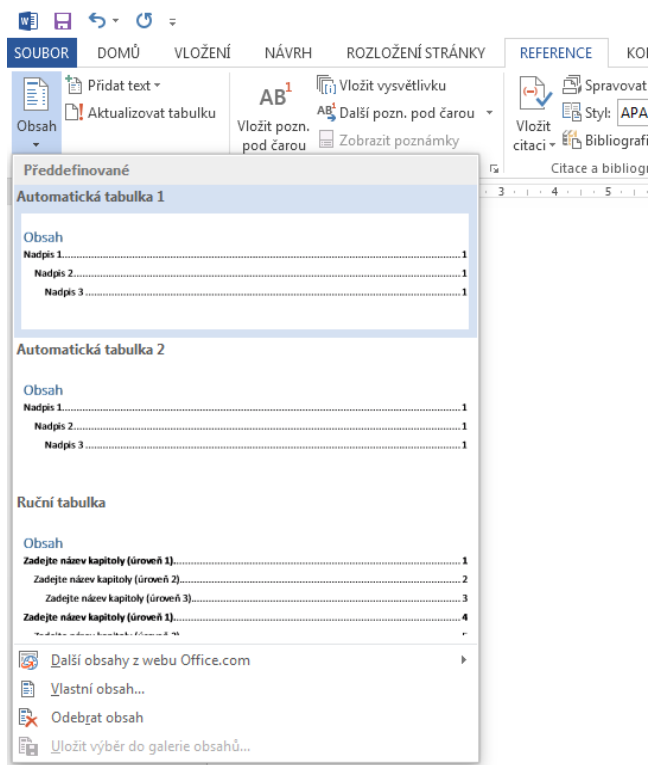 SOUBOR DOMŮ VLOŽENÍ NÁVRH ROZLOŽENÍ STRÁNKY REFERENCE
Obsah
Přidat text
Aktualizovat tabulku
AB1
Vložit pozn.
pod čarou
Vložit vysvětlivku
AB1 Další pozn. pod čarou
Zobrazit poznámky
Vložit
citaci
Spravovat
Styl: APA
Bibliografi
Citace a bibliogr
3 4 5
Předdefinované
Automatická tabulka 1
Obsah
Nadpis 1........1
Nadpis 2........1
Nadpis 3........1
Automatická tabulka 2
Obsah
Nadpis 1........1
Nadpis 2........1
Nadpis 3........1
Ruční tabulka
Obsah
Zadejte název kapitoly (úroveň 1)........1
Zadejte název kapitoly (úroveň 2)........2
Zadejte název kapitoly (úroveň 3)........3
Zadejte název kapitoly (úroveň 1)........4
Další obsahy z webu Office.com
Vlastní obsah...
Odebrat obsah
Uložit výběr do galerie obsahů...